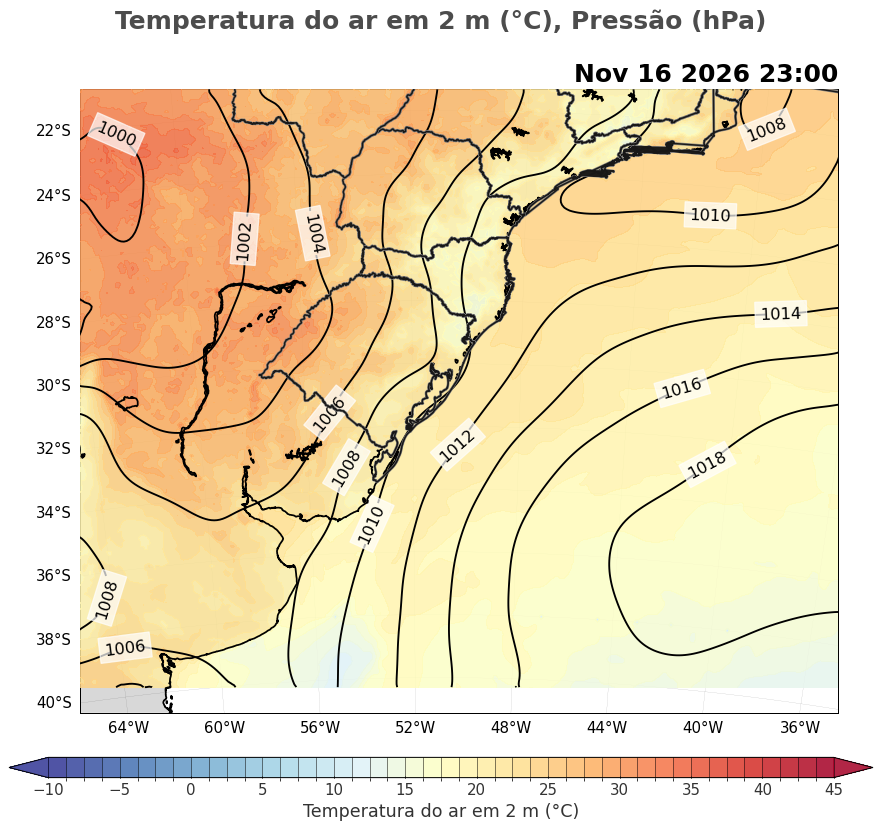 Temperatura do ar em 2 m (°C), Pressão (hPa)
Nov 16 2026 23:00
22°S
24°S
26°S
28°S
30°S
32°S
34°S
36°S
38°S
40°S
1000
1008
1010
1002
1004
1014
1016
1006
1012
1018
1008
1010
1008
1006
64°W
60°W
56°W
52°W
48°W
44°W
40°W
36°W
−10
−5
0
5
10
15
20
25
30
35
40
45
Temperatura do ar em 2 m (°C)